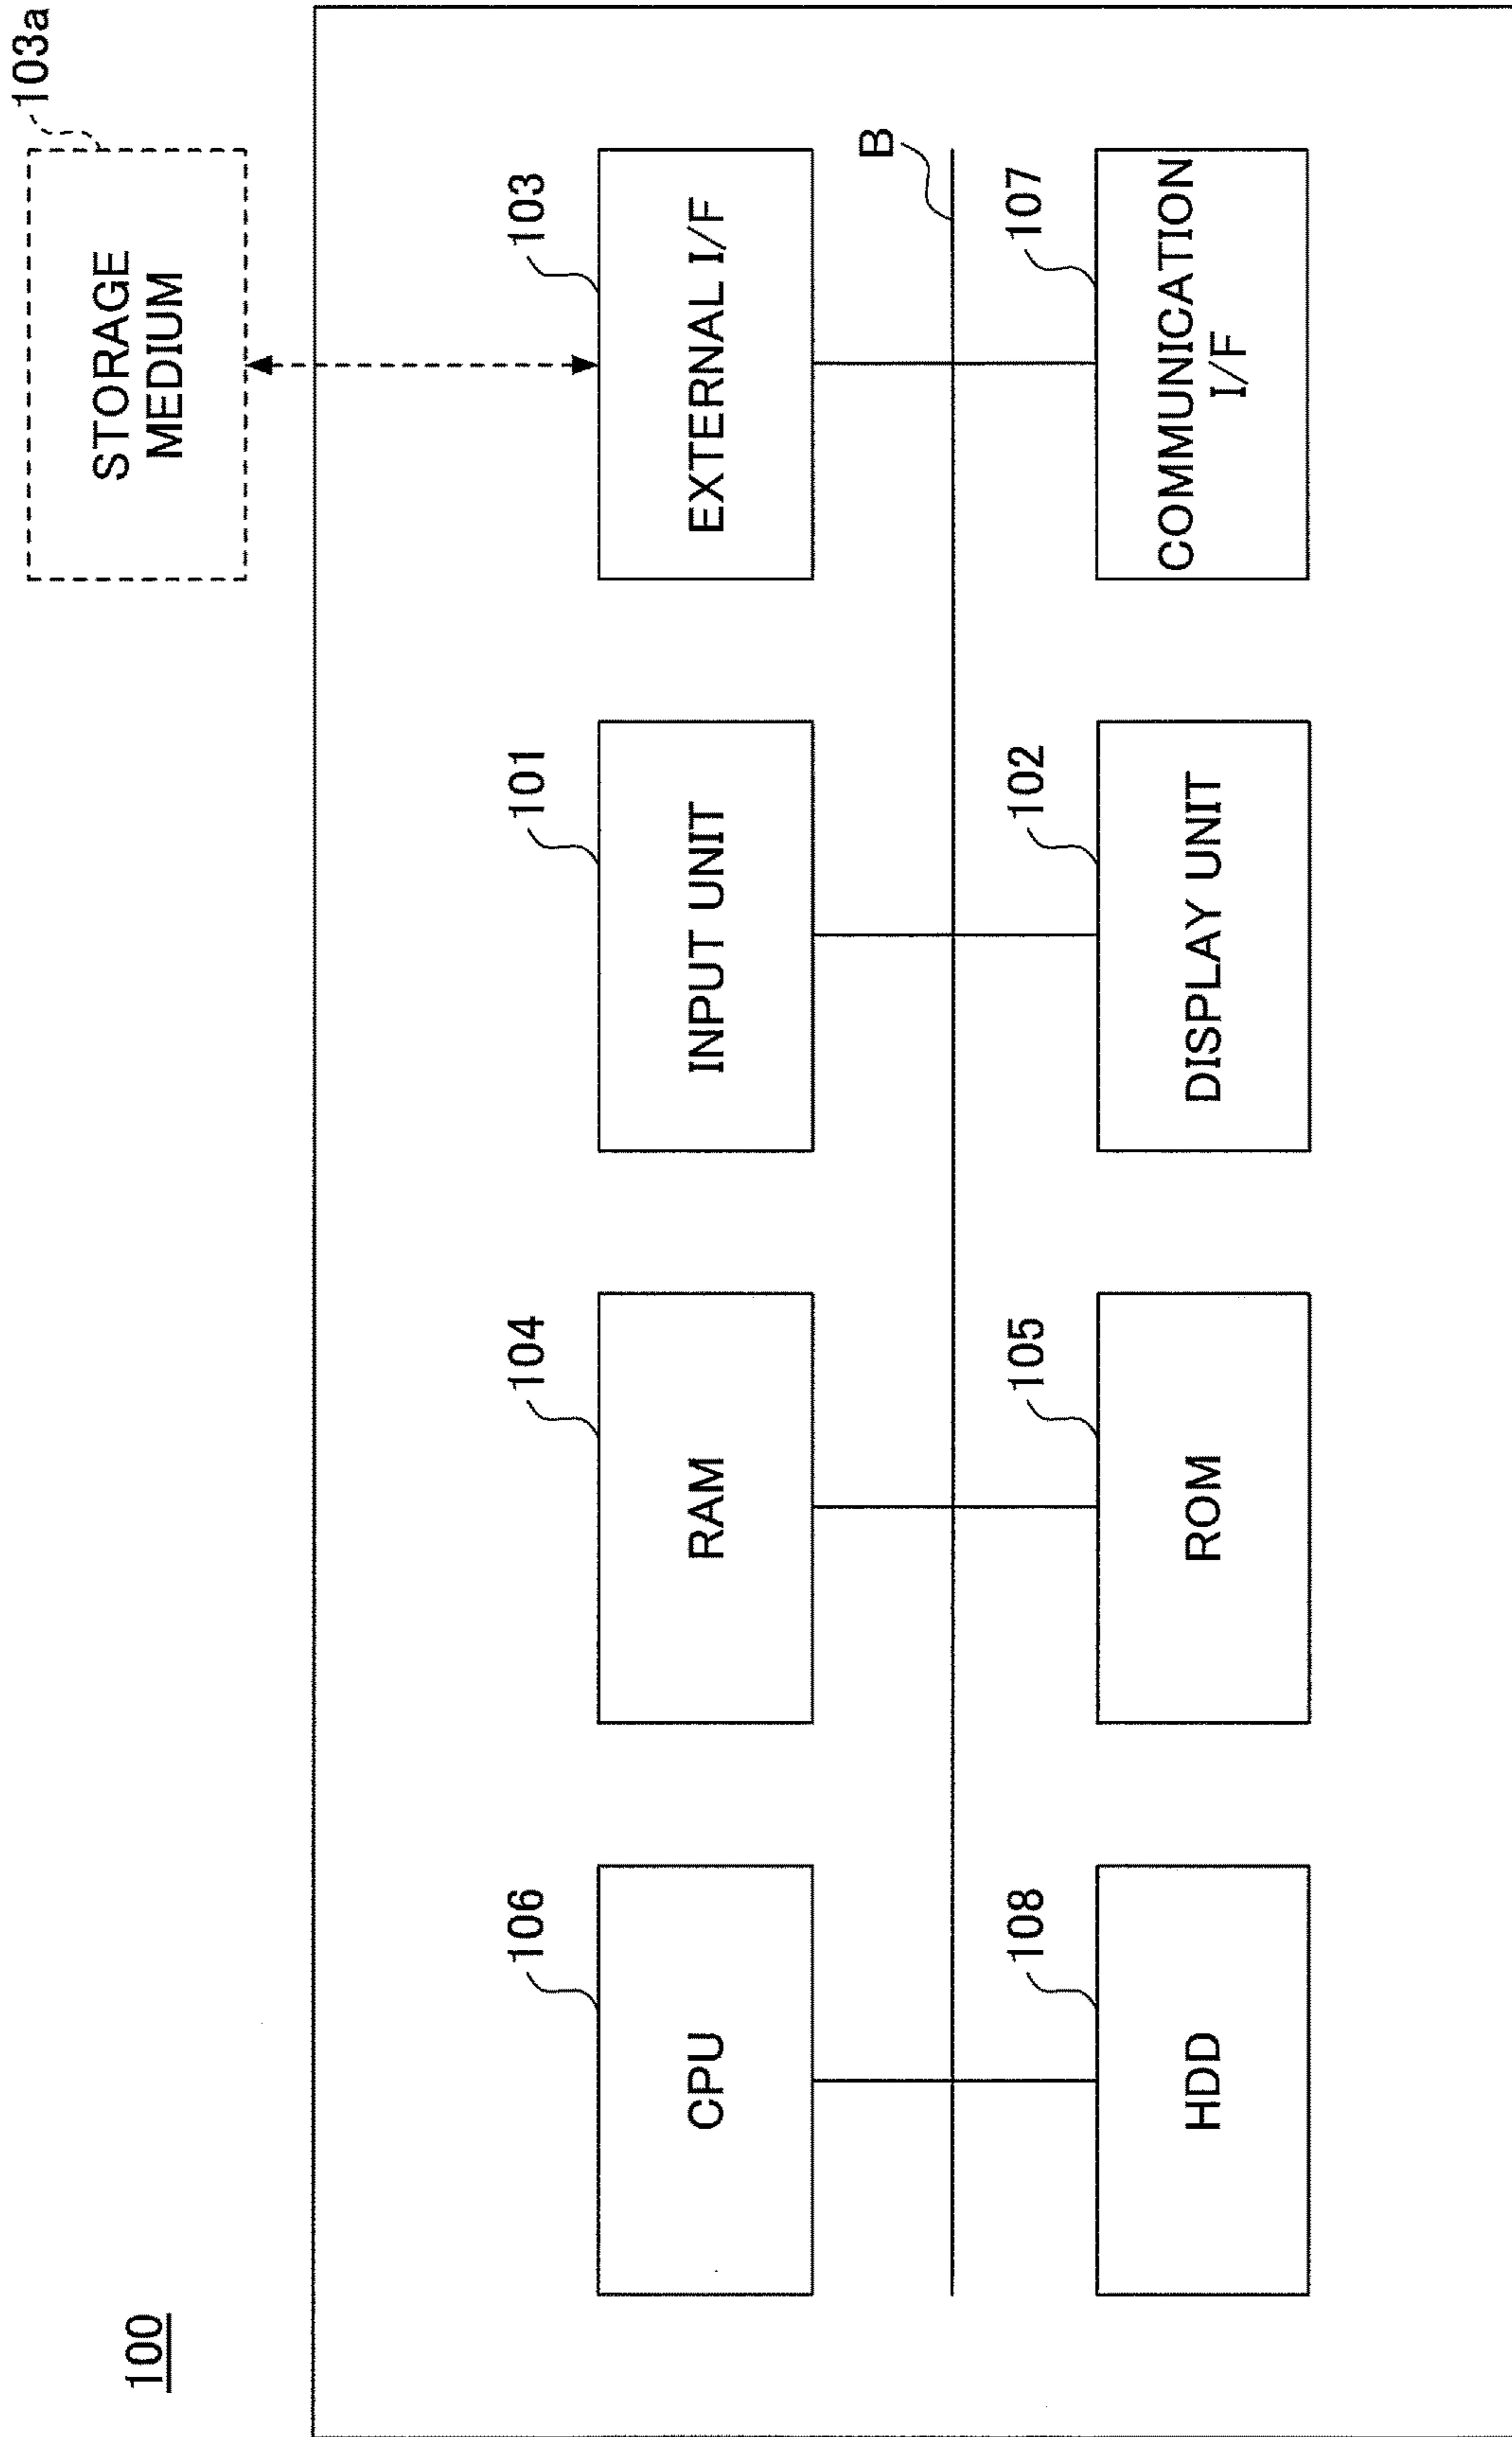 100
103a
STORAGE
MEDIUM
106
104
101
103
CPU
RAM
INPUT UNIT
EXTERNAL I/F
B
108
105
102
107
HDD
ROM
DISPLAY UNIT
COMMUNICATION
I/F